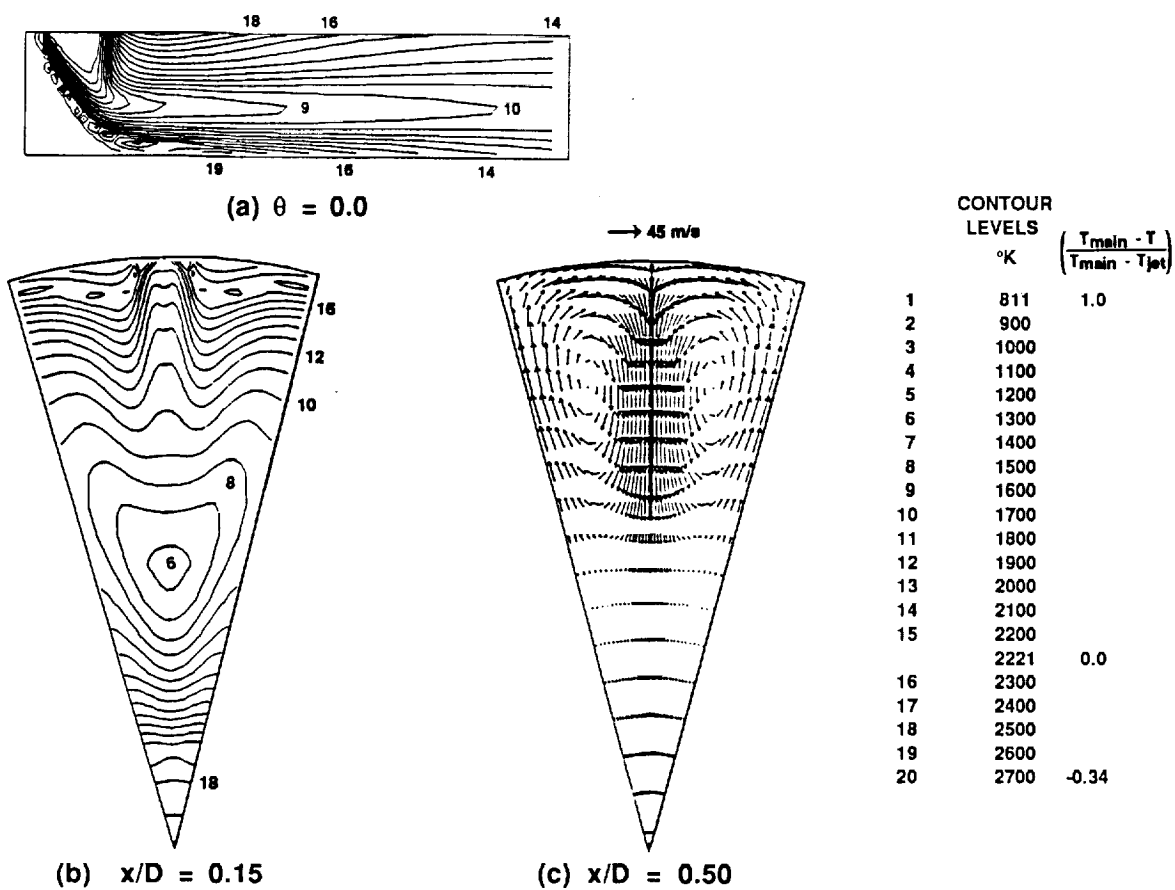 18 16 14
9 10
19 16 14
(a) θ = 0.0
16
12
10
8
6
18
(b) x/D = 0.15
→ 45 m/s
(c) x/D = 0.50
CONTOUR
LEVELS
°K
(T main - T / T main - T jet)
1 811 1.0
2 900
3 1000
4 1100
5 1200
6 1300
7 1400
8 1500
9 1600
10 1700
11 1800
12 1900
13 2000
14 2100
15 2200
2221 0.0
16 2300
17 2400
18 2500
19 2600
20 2700 -0.34